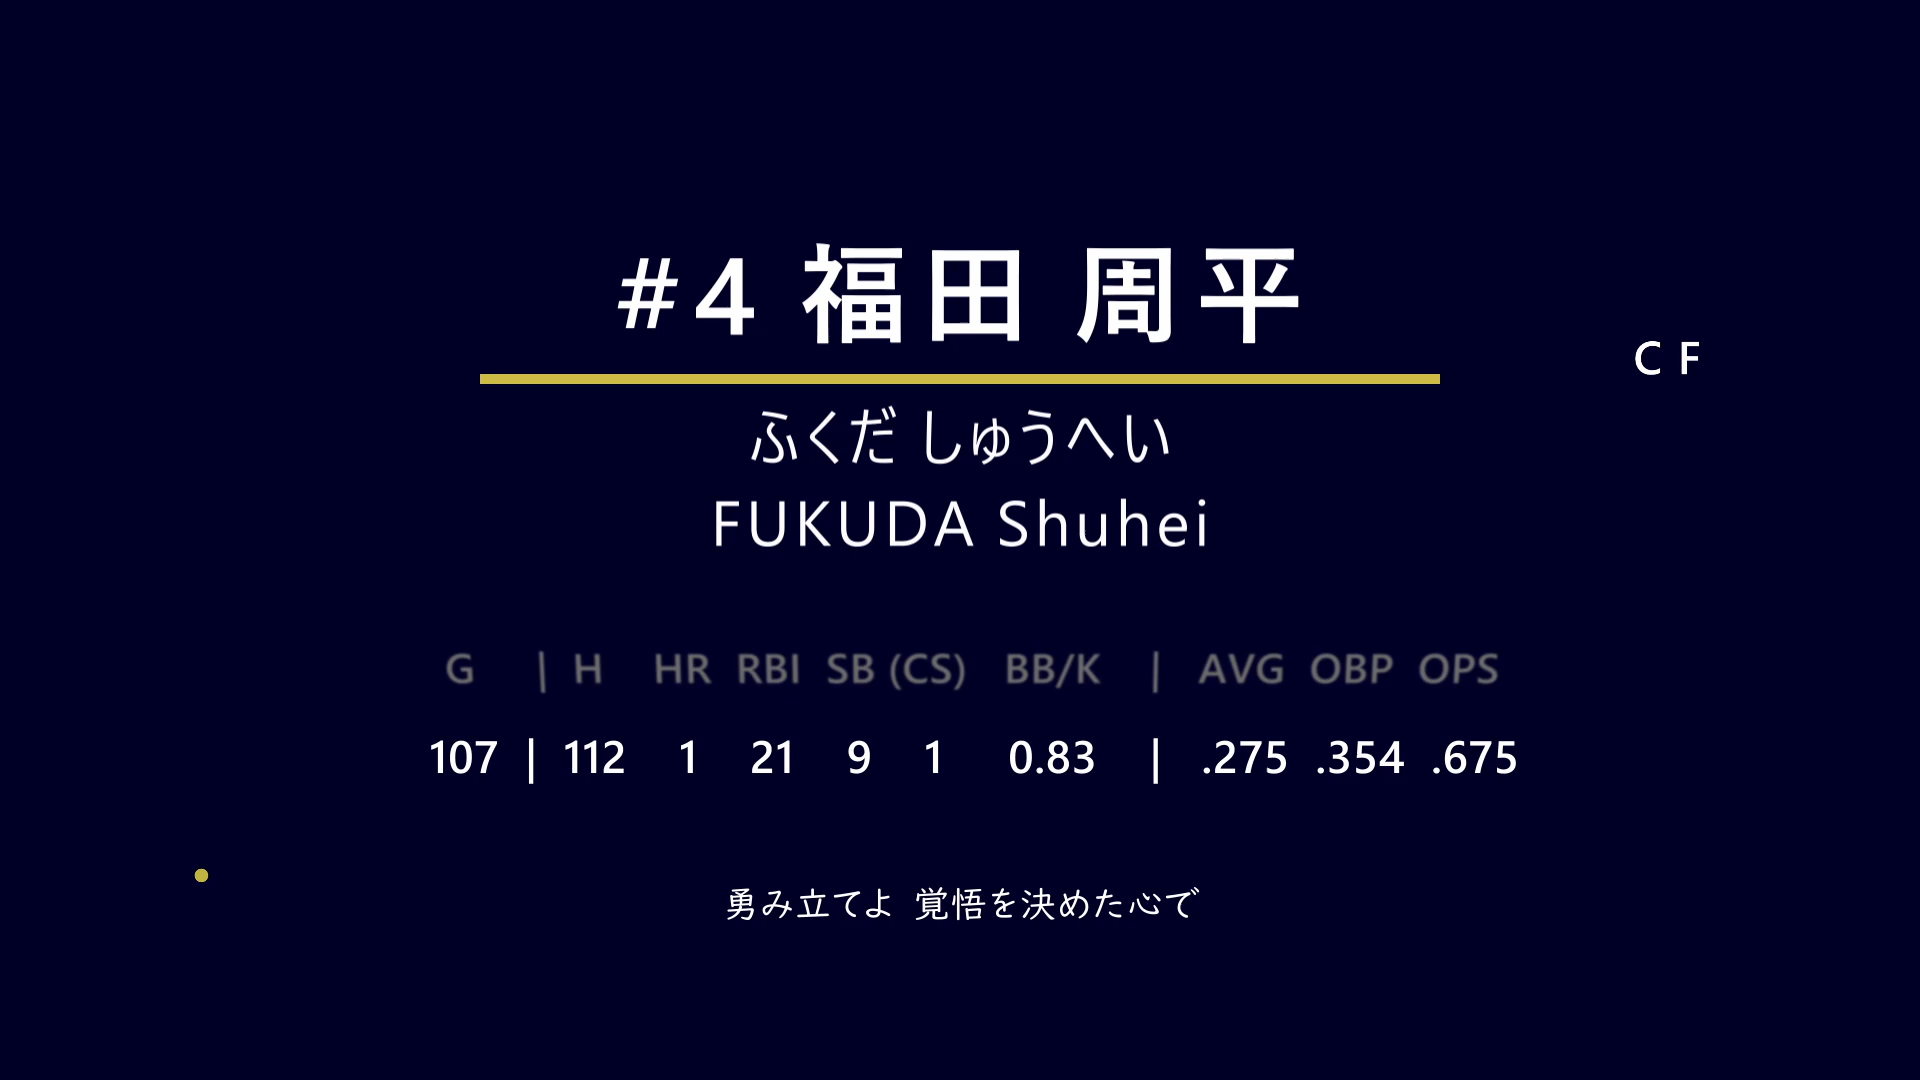 #4 福田 周平
CF
ふくだ しゅうへい
FUKUDA Shuhei
G | H HR RBI SB (CS) BB/K | AVG OBP OPS
107 | 112 1 21 9 1 0.83 | .275 .354 .675
勇み立てよ 覚悟を決めた心で